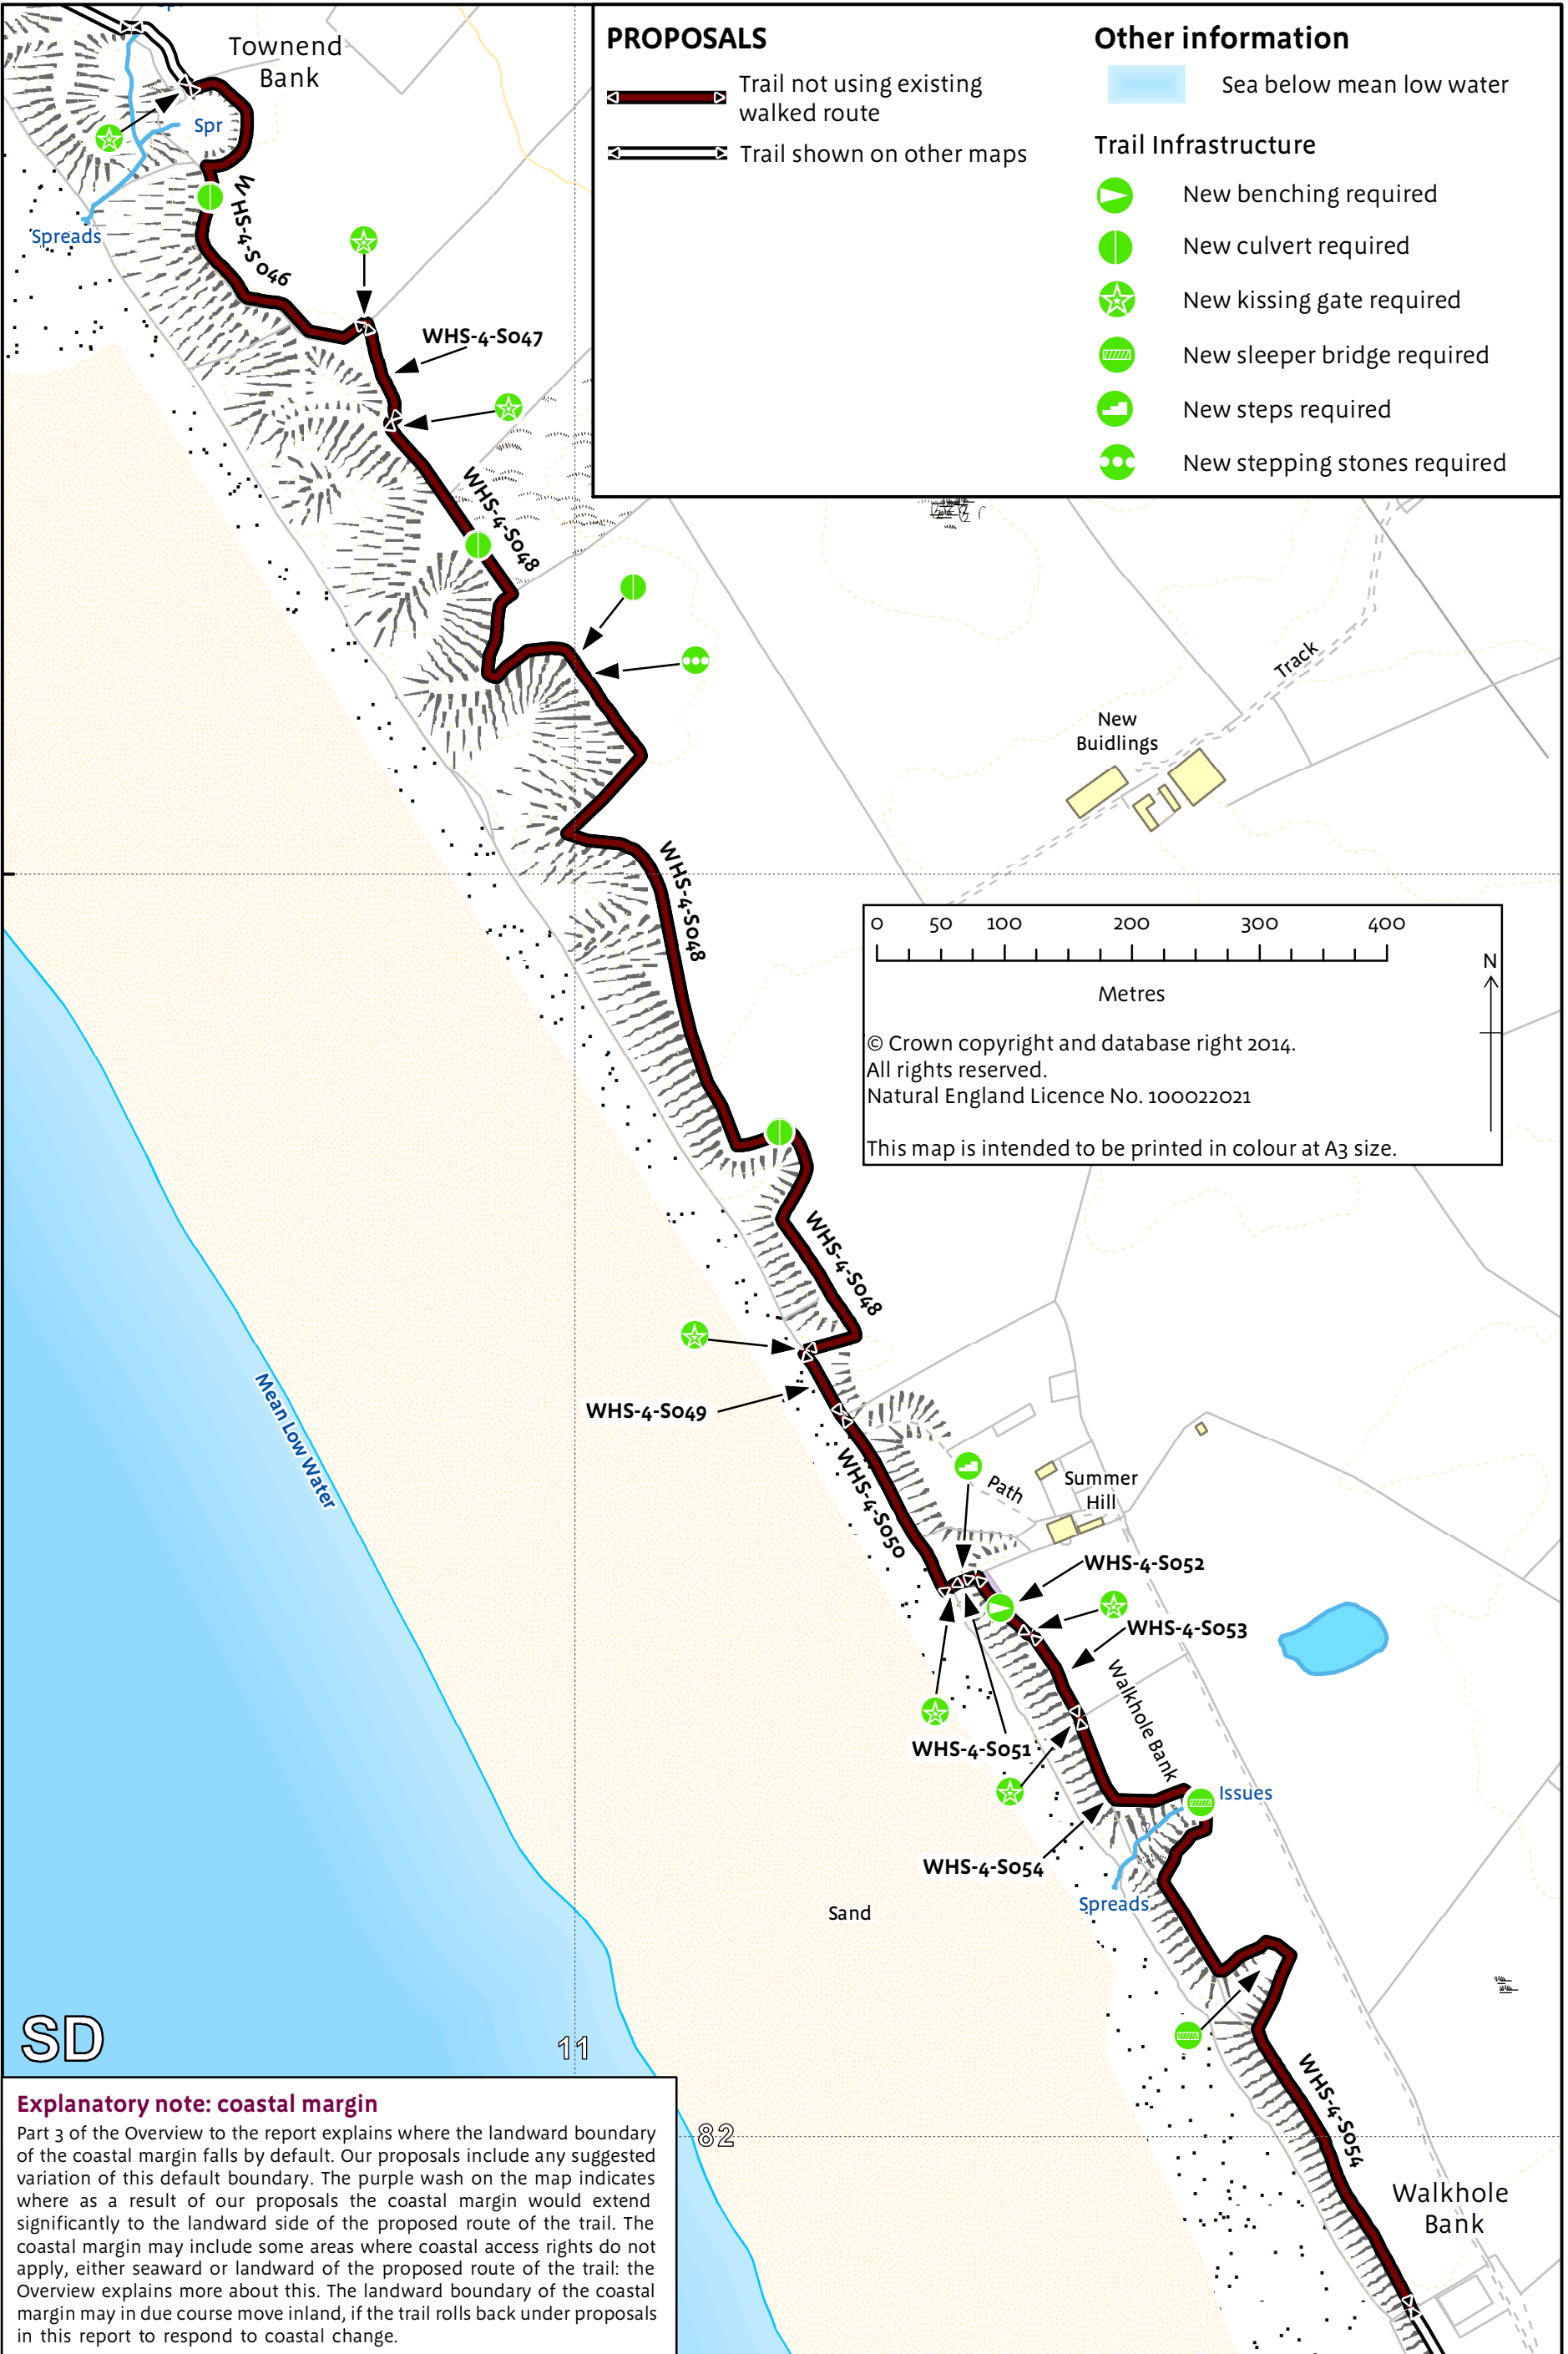 PROPOSALS
Trail not using existing
walked route
Trail shown on other maps
Other information
Sea below mean low water
Trail Infrastructure
New benching required
New culvert required
New kissing gate required
New sleeper bridge required
New steps required
New stepping stones required
Townend
Bank
Spr
Spreads
WHS-4-S046
WHS-4-S047
WHS-4-S048
Track
New
Buidlings
WHS-4-S048
0 50 100 200 300 400
Metres
N
© Crown copyright and database right 2014.
All rights reserved.
Natural England Licence No. 100022021
This map is intended to be printed in colour at A3 size.
WHS-4-S048
Mean Low Water
WHS-4-S049
WHS-4-S050
Path
Summer
Hill
WHS-4-S052
WHS-4-S053
Walkhole Bank
WHS-4-S051
Issues
WHS-4-S054
Spreads
Sand
SD
11
82
WHS-4-S054
Walkhole
Bank
Explanatory note: coastal margin
Part 3 of the Overview to the report explains where the landward boundary
of the coastal margin falls by default. Our proposals include any suggested
variation of this default boundary. The purple wash on the map indicates
where as a result of our proposals the coastal margin would extend
significantly to the landward side of the proposed route of the trail. The
coastal margin may include some areas where coastal access rights do not
apply, either seaward or landward of the proposed route of the trail: the
Overview explains more about this. The landward boundary of the coastal
margin may in due course move inland, if the trail rolls back under proposals
in this report to respond to coastal change.